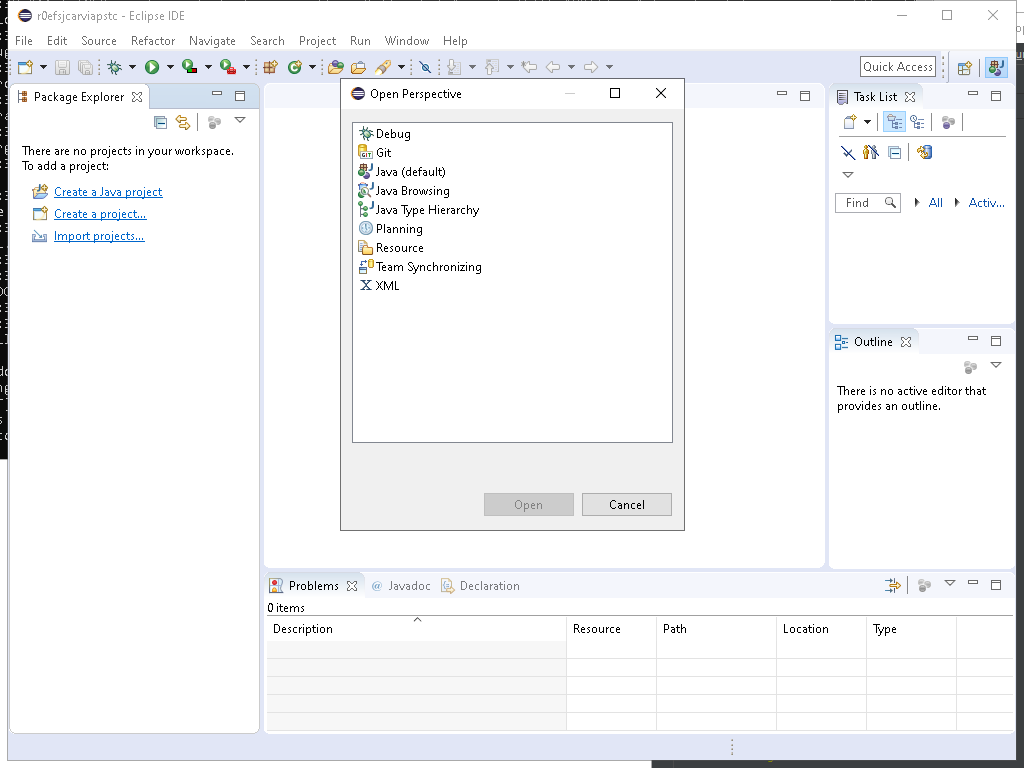 r0efsjcarviapstc - Eclipse IDE
File Edit Source Refactor Navigate Search Project Run Window Help
Quick Access
Package Explorer
There are no projects in your workspace.
To add a project:
Create a Java project
Create a project...
Import projects...
Open Perspective
Debug
Git
Java (default)
Java Browsing
Java Type Hierarchy
Planning
Resource
Team Synchronizing
XML
Open Cancel
Task List
Find All Activ...
Outline
There is no active editor that
provides an outline.
Problems @ Javadoc Declaration
0 items
Description Resource Path Location Type